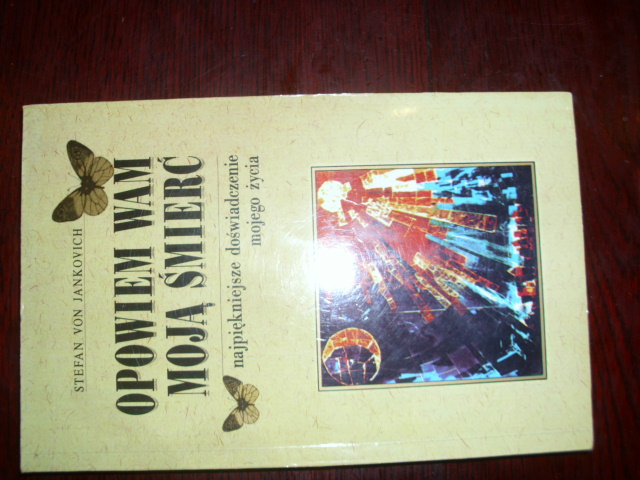 STEFAN VON JANKOVICH
OPOWIEM WAM
MOJĄ ŚMIERĆ
najpiękniejsze doświadczenie
mojego życia